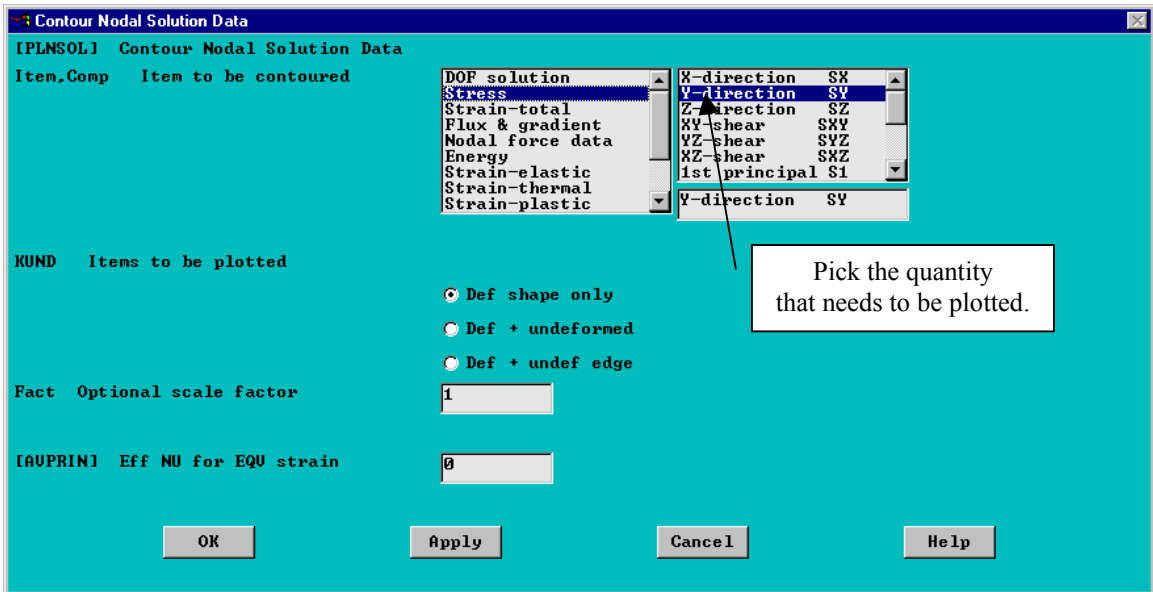 Contour Nodal Solution Data
[PLNSOL] Contour Nodal Solution Data
Item,Comp Item to be contoured
DOF solution
Stress
Strain-total
Flux & gradient
Nodal force data
Energy
Strain-elastic
Strain-thermal
Strain-plastic
X-direction SX
Y-direction SY
Z-direction SZ
XY-shear SXY
YZ-shear SYZ
XZ-shear SXZ
1st principal S1
Y-direction SY
Pick the quantity
that needs to be plotted.
KUND Items to be plotted
Def shape only
Def + undeformed
Def + undef edge
Fact Optional scale factor
1
[AVPRIN] Eff NU for EQV strain
0
OK
Apply
Cancel
Help